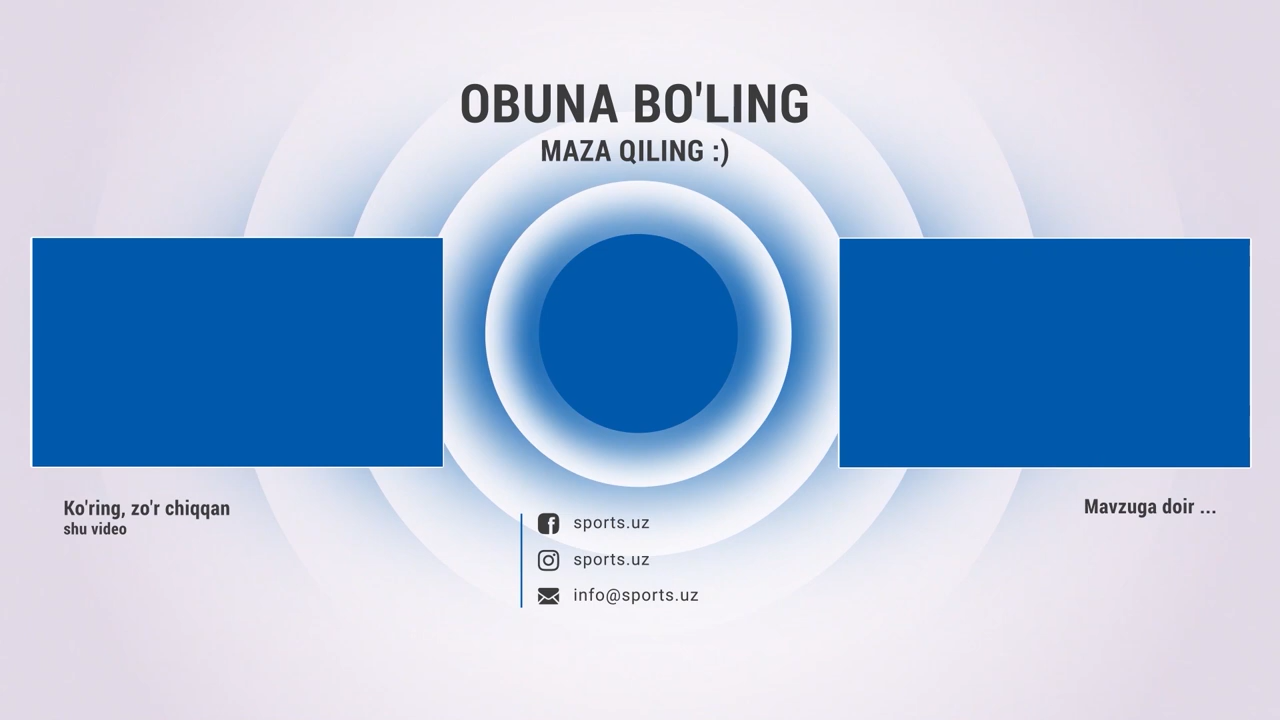 OBUNA BO'LING
MAZA QILING :)
Ko'ring, zo'r chiqqan
shu video
Mavzuga doir ...
sports.uz
sports.uz
info@sports.uz